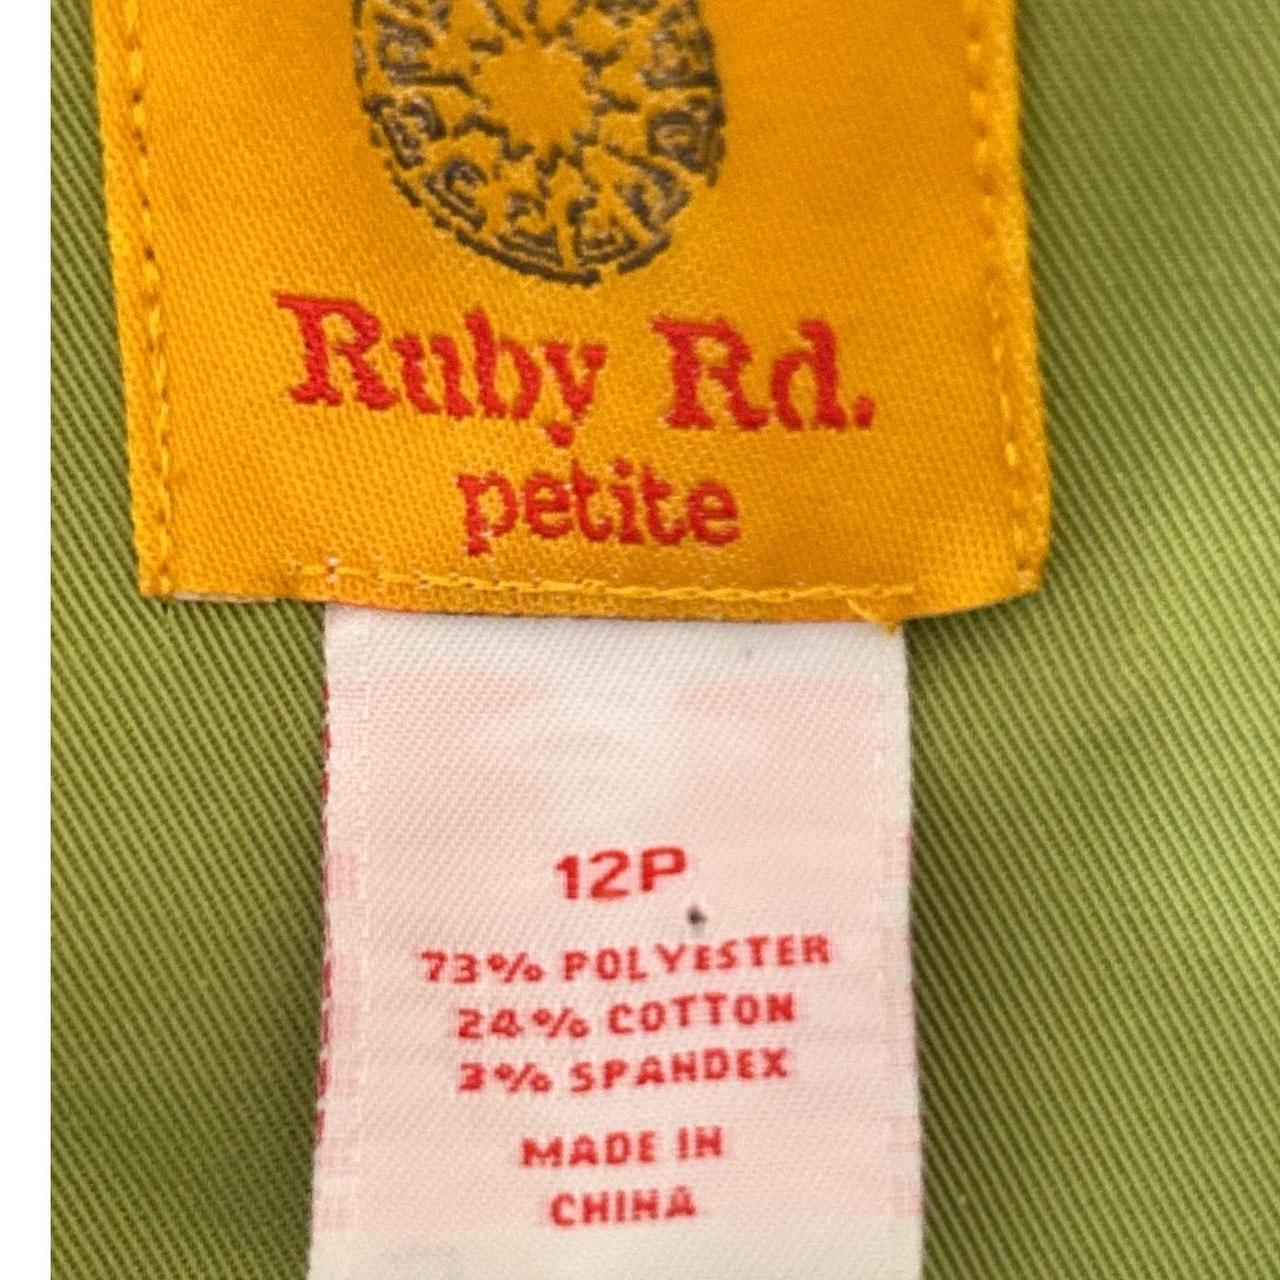 Ruby Rd.
petite
12P
73% POLYESTER
24% COTTON
3% SPANDEX
MADE IN
CHINA